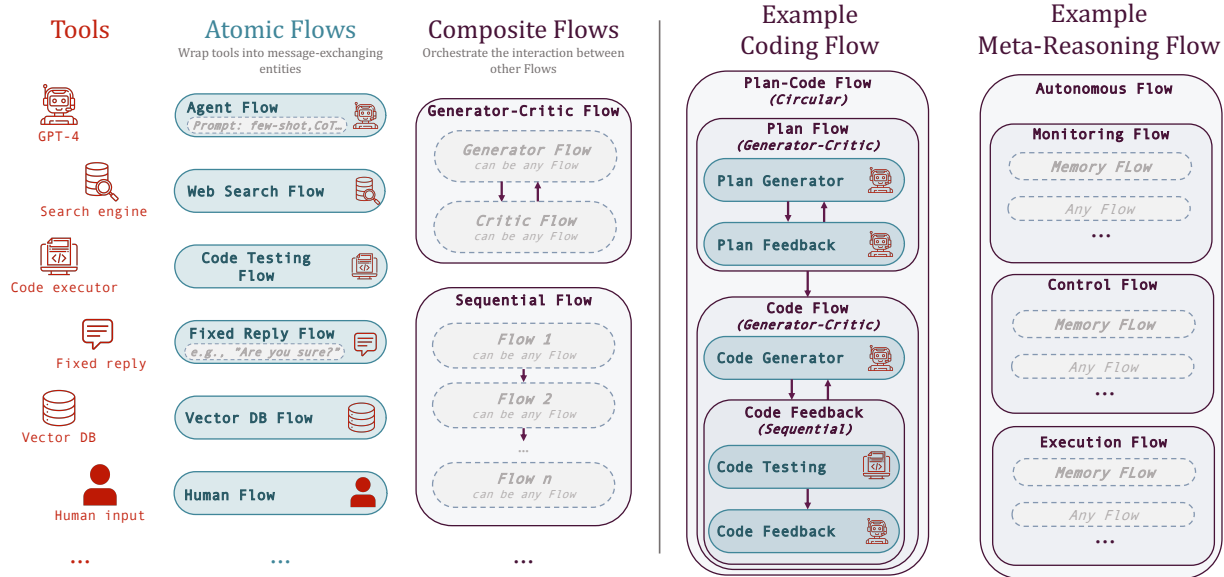 Tools
GPT-4
Search engine
Code executor
Fixed reply
Vector DB
Human input
...
Atomic Flows
Wrap tools into message-exchanging
entities
Agent Flow
Prompt: few-shot,CoT…
Web Search Flow
Code Testing
Flow
Fixed Reply Flow
e.g., "Are you sure?"
Vector DB Flow
Human Flow
...
Composite Flows
Orchestrate the interaction between
other Flows
Generator-Critic Flow
Generator Flow
can be any Flow
Critic Flow
can be any Flow
Sequential Flow
Flow 1
can be any Flow
Flow 2
can be any Flow
...
Flow n
can be any Flow
...
Example
Coding Flow
Plan-Code Flow
(Circular)
Plan Flow
(Generator-Critic)
Plan Generator
Plan Feedback
Code Flow
(Generator-Critic)
Code Generator
Code Feedback
(Sequential)
Code Testing
Code Feedback
Example
Meta-Reasoning Flow
Autonomous Flow
Monitoring Flow
Memory FLow
Any Flow
...
Control Flow
Memory FLow
Any Flow
...
Execution Flow
Memory FLow
Any Flow
...